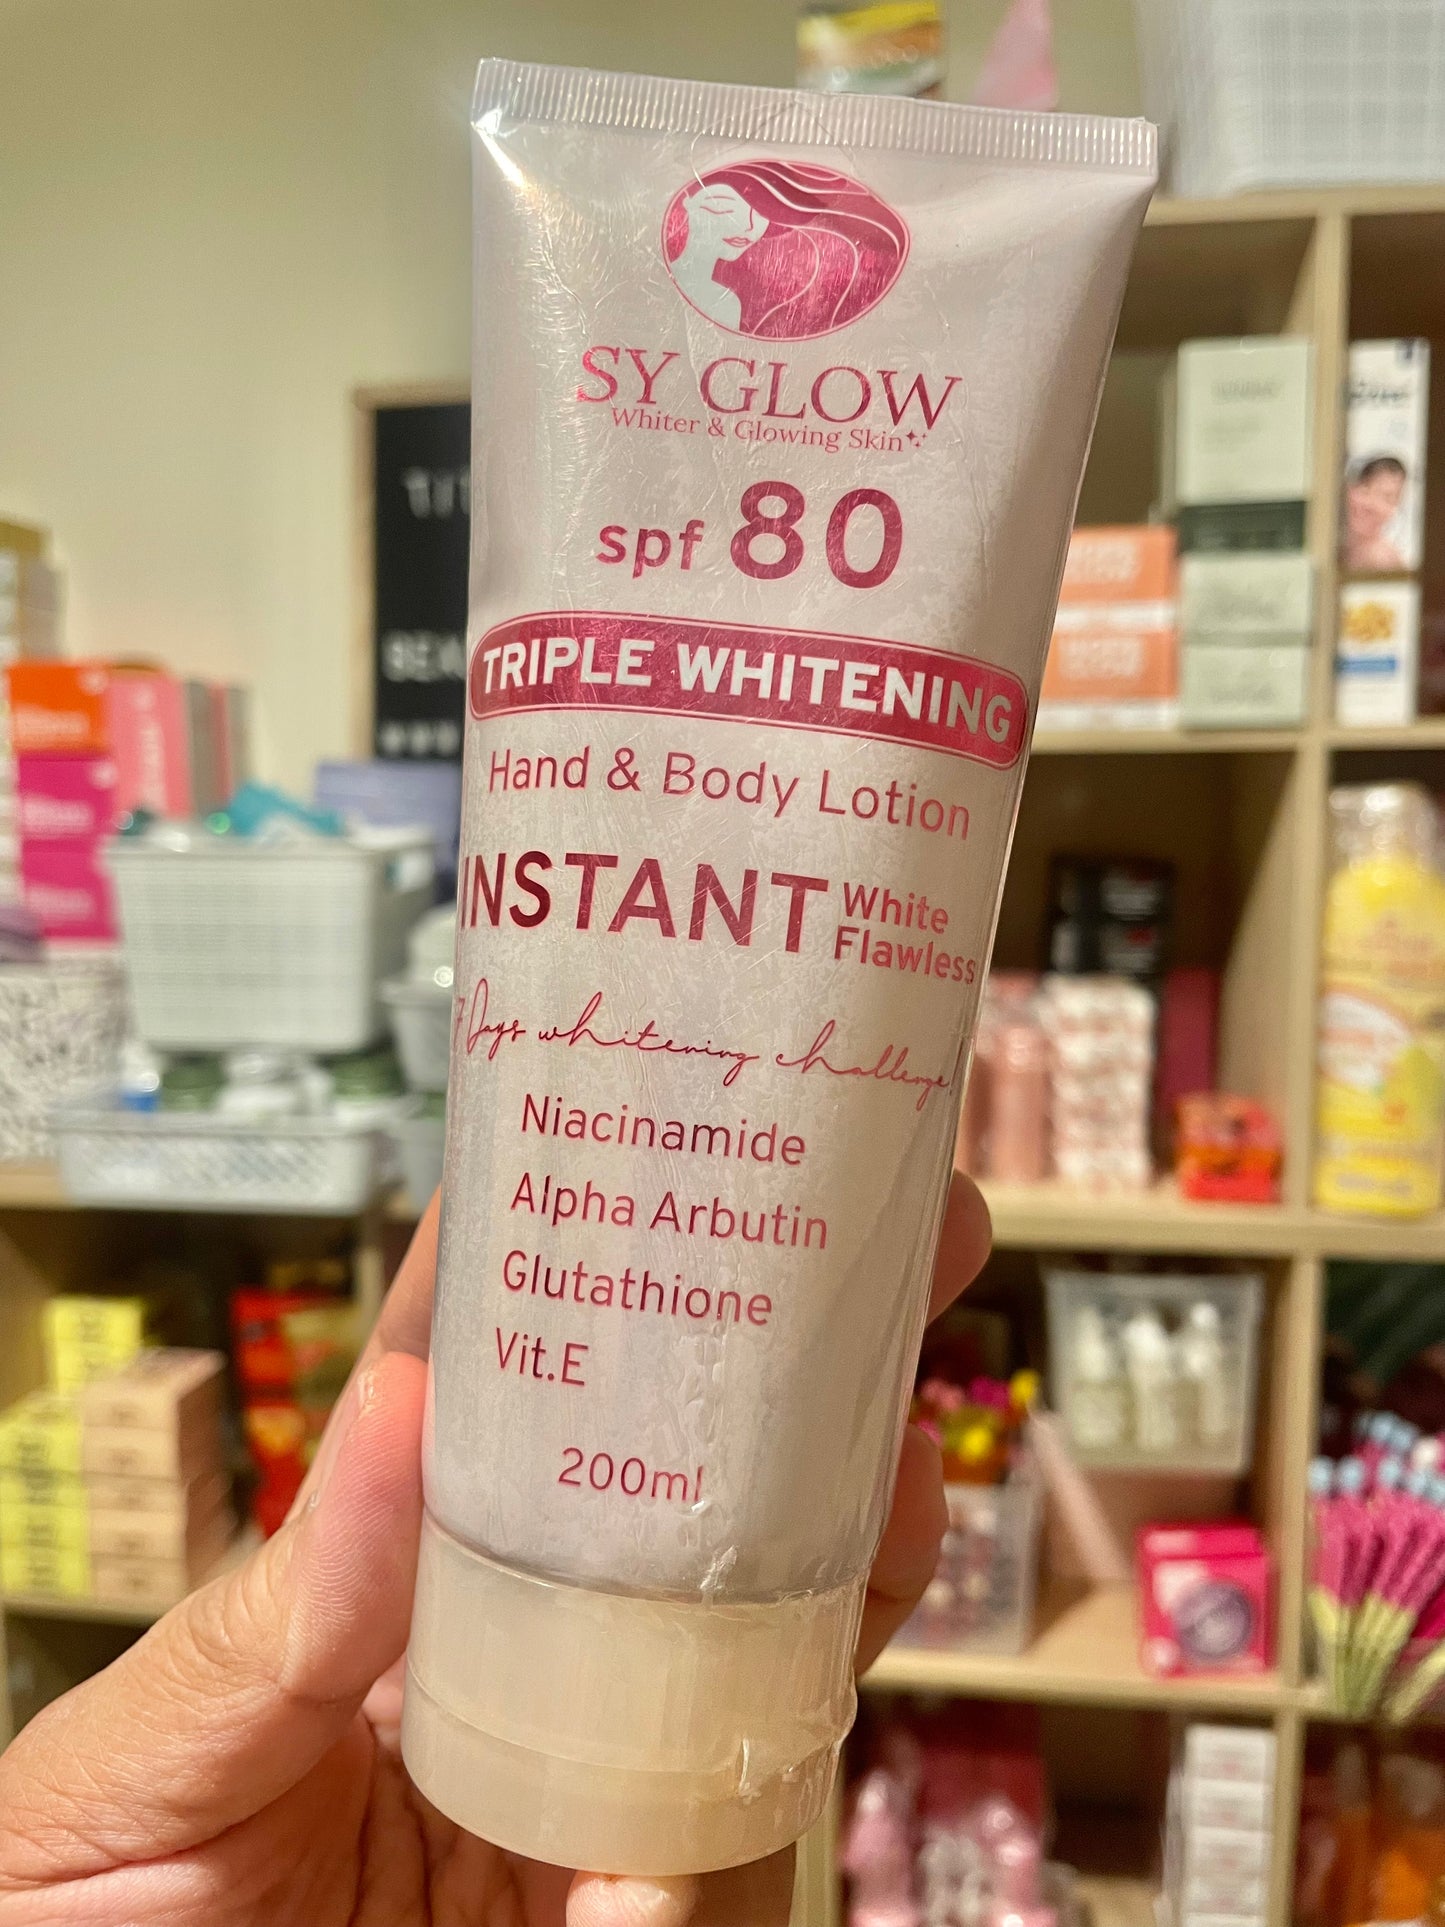 SY GLOW
Whiter & Glowing Skin
spf 80
TRIPLE WHITENING
Hand & Body Lotion
INSTANT White
Flawless
7 Days whitening challenge!
Niacinamide
Alpha Arbutin
Glutathione
Vit.E
200ml